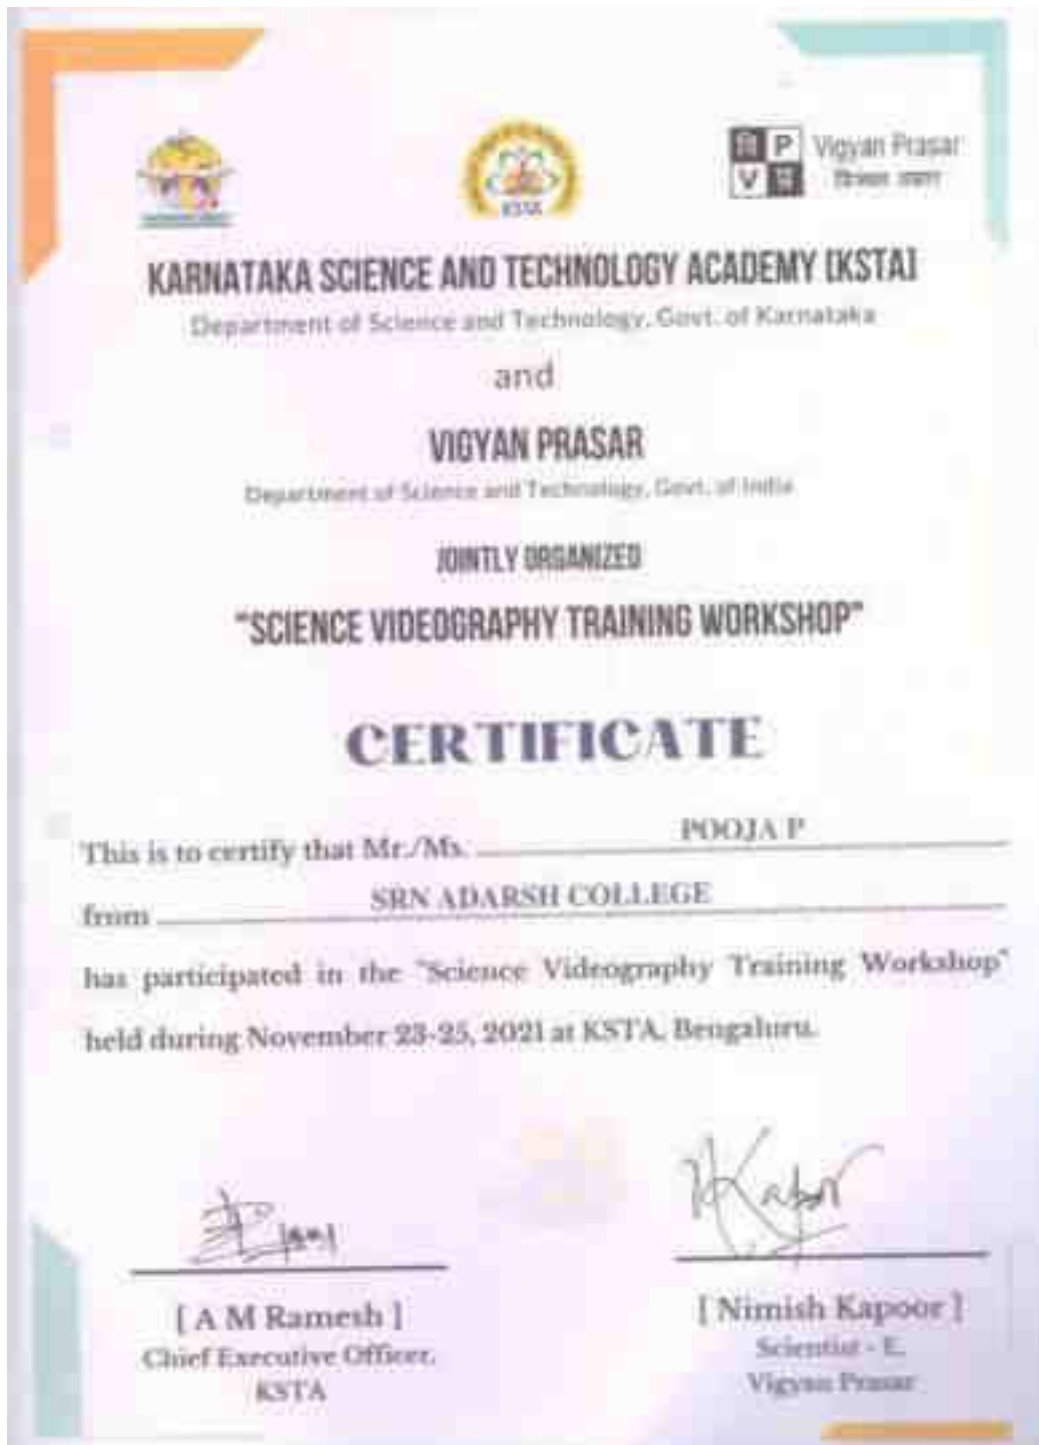 KSTA
वि P
V प्र
Vigyan Prasar
विज्ञान प्रसार
KARNATAKA SCIENCE AND TECHNOLOGY ACADEMY [KSTA]
Department of Science and Technology, Govt. of Karnataka
and
VIGYAN PRASAR
Department of Science and Technology, Govt. of India
JOINTLY ORGANIZED
"SCIENCE VIDEOGRAPHY TRAINING WORKSHOP"
CERTIFICATE
This is to certify that Mr./Ms. POOJA P
from SRN ADARSH COLLEGE
has participated in the "Science Videography Training Workshop"
held during November 23-25, 2021 at KSTA, Bengaluru.
NKapoor
[ A M Ramesh ]
Chief Executive Officer,
KSTA
[ Nimish Kapoor ]
Scientist - E,
Vigyan Prasar